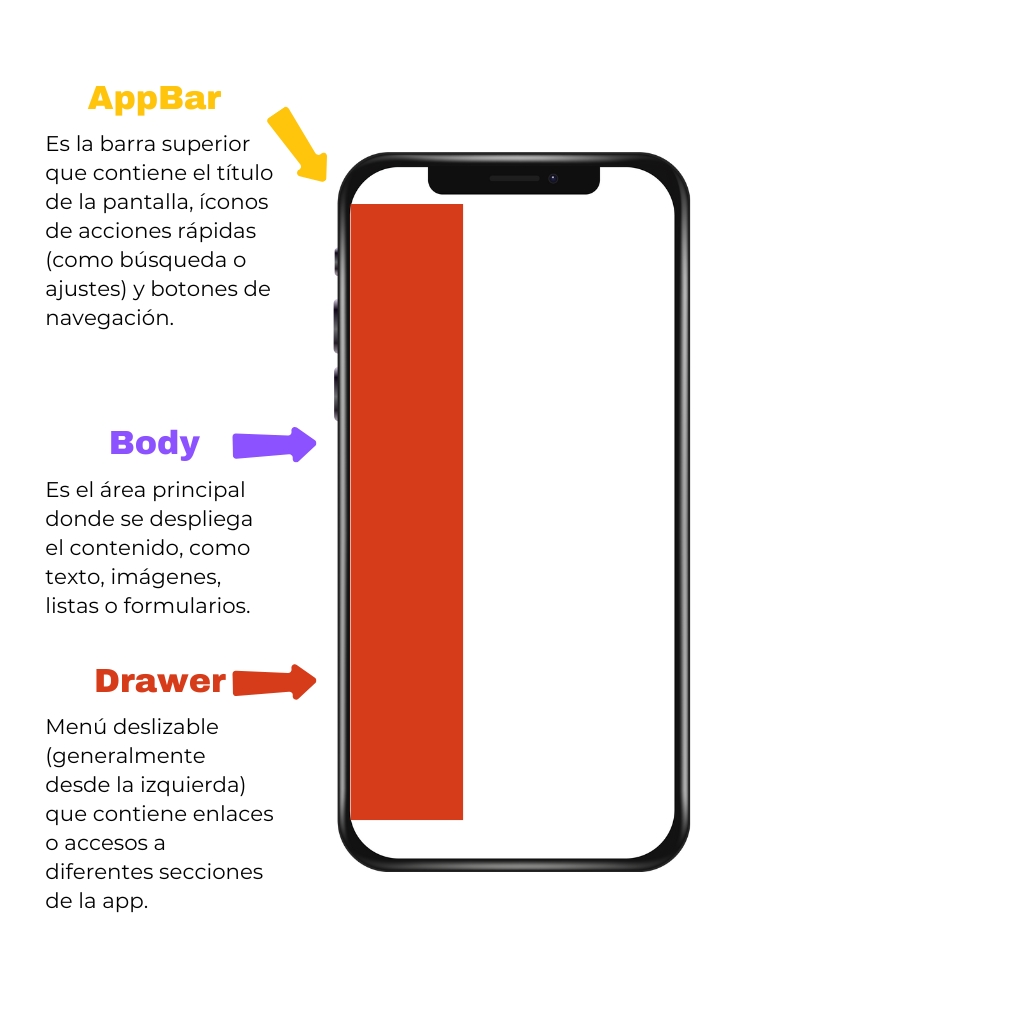 AppBar
Es la barra superior
que contiene el título
de la pantalla, íconos
de acciones rápidas
(como búsqueda o
ajustes) y botones de
navegación.
Body
Es el área principal
donde se despliega
el contenido, como
texto, imágenes,
listas o formularios.
Drawer
Menú deslizable
(generalmente
desde la izquierda)
que contiene enlaces
o accesos a
diferentes secciones
de la app.